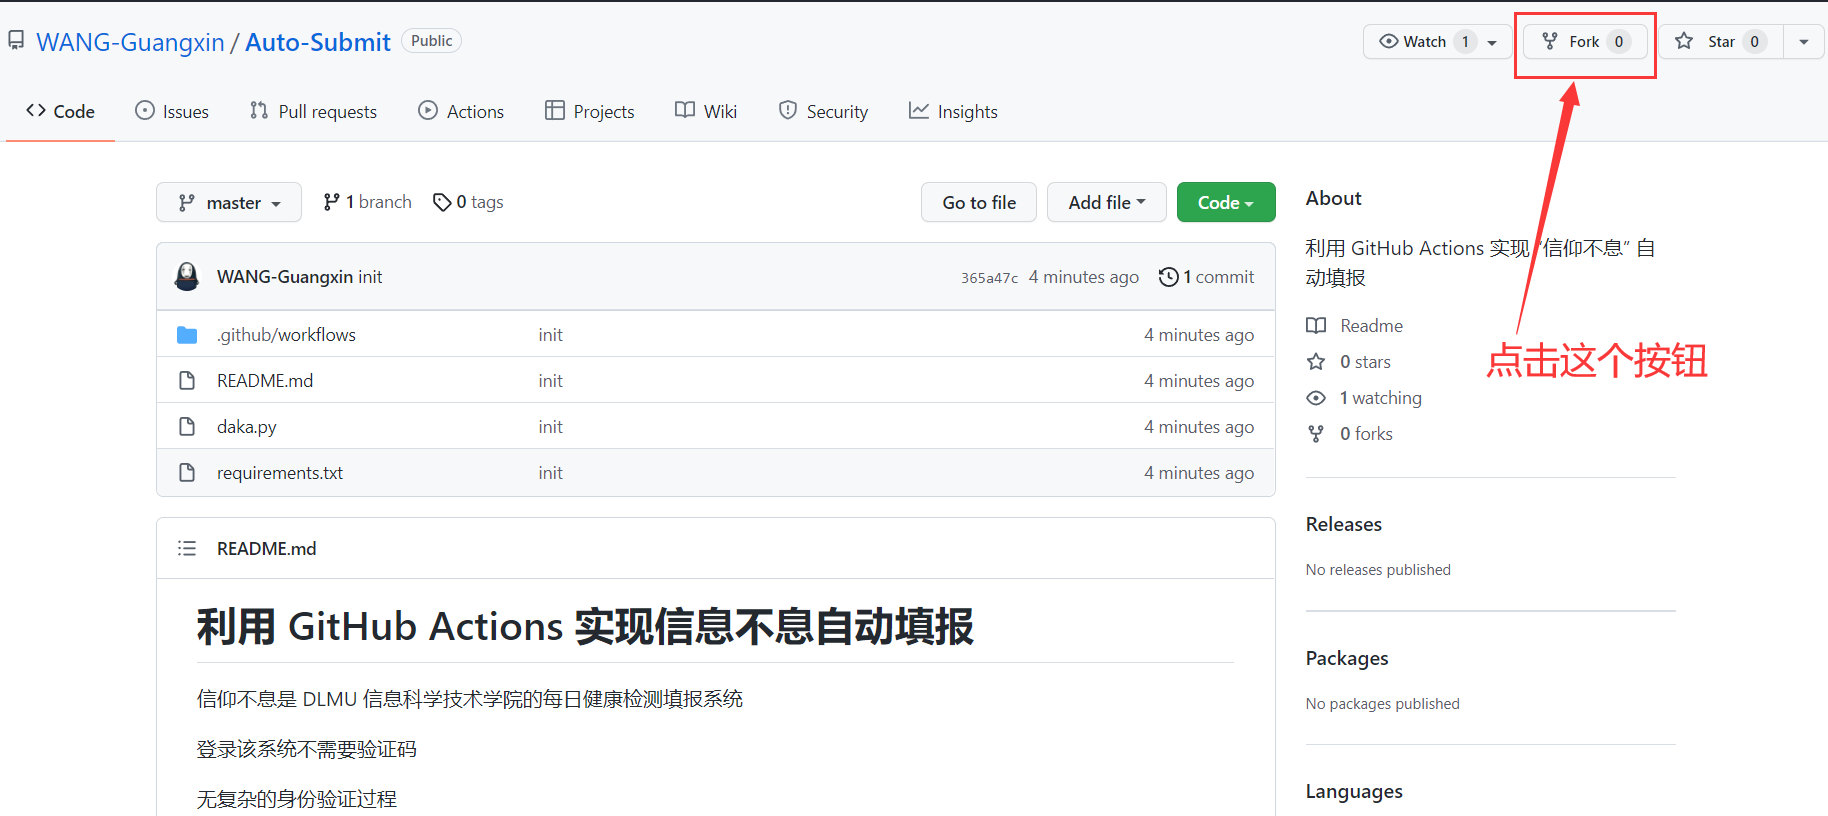 WANG-Guangxin / Auto-Submit Public
Watch 1
Fork 0
Star 0
Code
Issues
Pull requests
Actions
Projects
Wiki
Security
Insights
master
1 branch
0 tags
Go to file
Add file
Code
WANG-Guangxin init
365a47c 4 minutes ago
1 commit
.github/workflows init 4 minutes ago
README.md init 4 minutes ago
daka.py init 4 minutes ago
requirements.txt init 4 minutes ago
README.md
利用 GitHub Actions 实现信息不息自动填报
信仰不息是 DLMU 信息科学技术学院的每日健康检测填报系统
登录该系统不需要验证码
无复杂的身份验证过程
About
利用 GitHub Actions 实现 “信仰不息” 自
动填报
Readme
0 stars
1 watching
0 forks
点击这个按钮
Releases
No releases published
Packages
No packages published
Languages